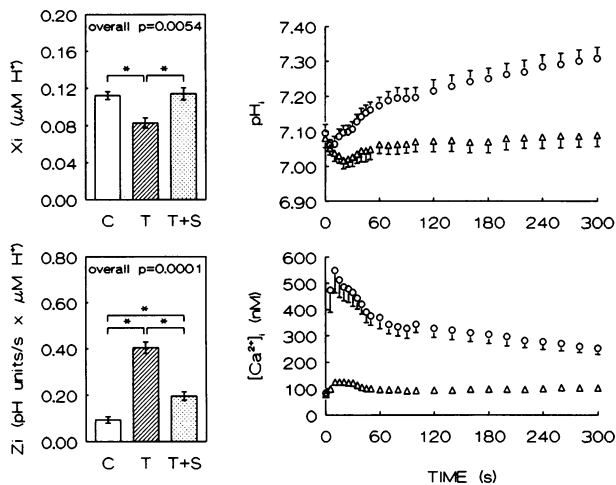 overall p=0.0054
Xi (μM H⁺)
0.20
0.16
0.12
0.08
0.04
0.00
*
*
C T T+S
pHi
7.40
7.30
7.20
7.10
7.00
6.90
0 60 120 180 240 300
overall p=0.0001
Zi (pH units/s x μM H⁺)
0.80
0.60
0.40
0.20
0.00
*
*
*
C T T+S
[Ca²⁺]i (nM)
600
500
400
300
200
100
0
0 60 120 180 240 300
TIME (s)